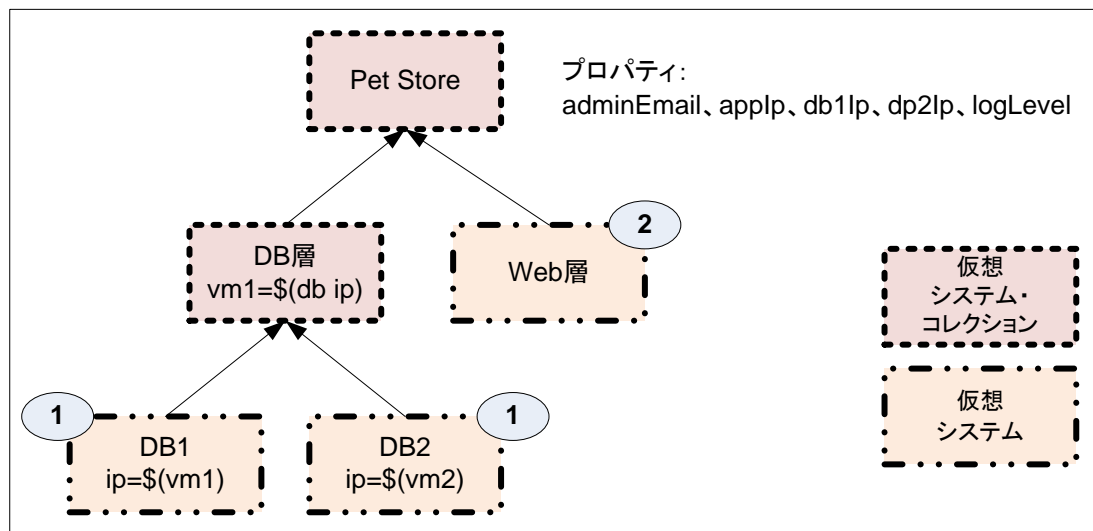 Pet Store
プロパティ:
adminEmail、appIp、db1Ip、dp2Ip、logLevel
2
DB層
vm1=$(db ip)
Web層
仮想
システム・
コレクション
1
DB1
ip=$(vm1)
1
DB2
ip=$(vm2)
仮想
システム